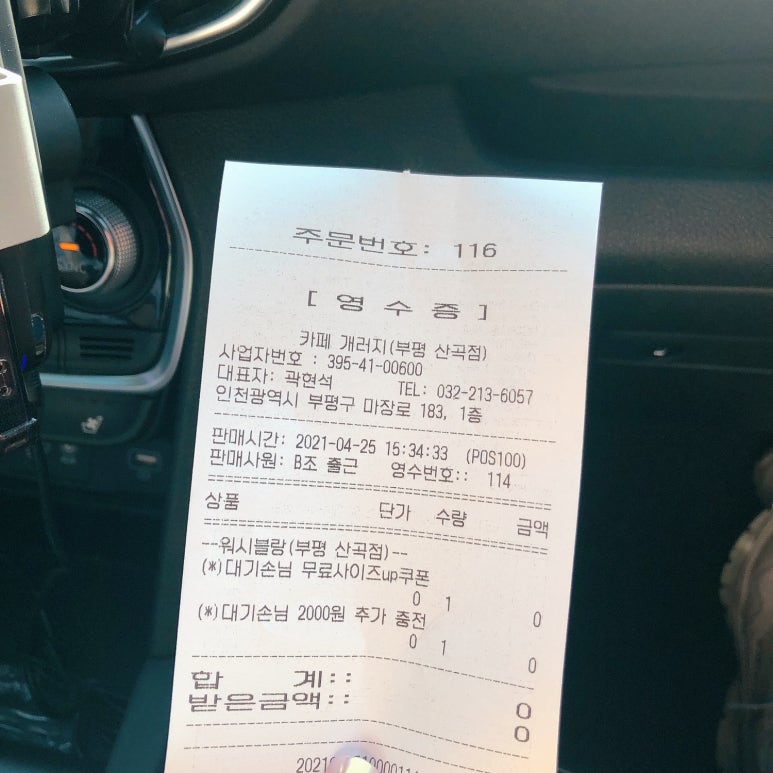 주문번호: 116
[ 영 수 증 ]
카페 개러지(부평 산곡점)
사업자번호 : 395-41-00600
대표자: 곽현석 TEL: 032-213-6057
인천광역시 부평구 마장로 183, 1층
판매시간: 2021-04-25 15:34:33 (POS100)
판매사원: B조 출근 영수번호:: 114
상품 단가 수량 금액
--워시블랑(부평 산곡점)--
(*)대기손님 무료사이즈up쿠폰
0 1 0
(*)대기손님 2000원 추가 충전
0 1 0
합 계:: 0
받은금액:: 0